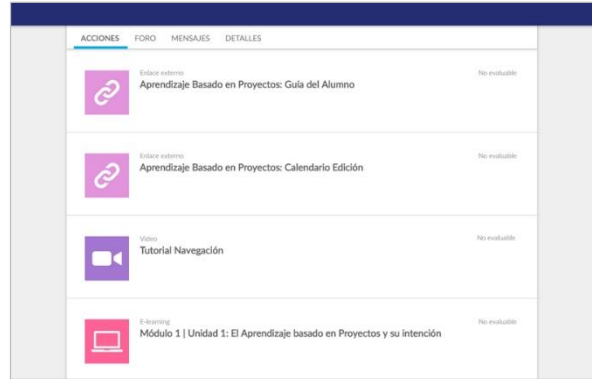 ACCIONES FORO MENSAJES DETALLES
Enlace externo
No evaluable
Aprendizaje Basado en Proyectos: Guía del Alumno
Enlace externo
No evaluable
Aprendizaje Basado en Proyectos: Calendario Edición
Vídeo
No evaluable
Tutorial Navegación
E-learning
No evaluable
Módulo 1 | Unidad 1: El Aprendizaje basado en Proyectos y su intención